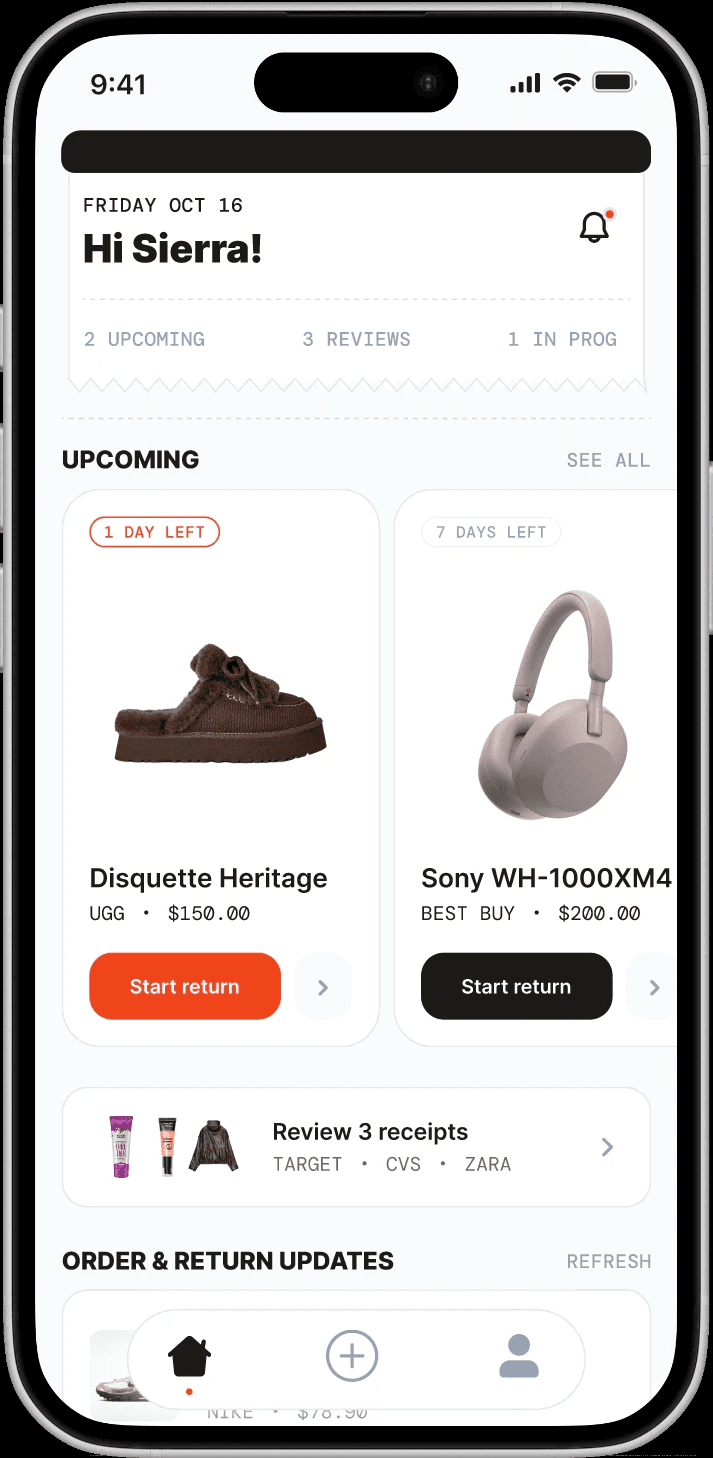 9:41
FRIDAY OCT 16
Hi Sierra!
2 UPCOMING 3 REVIEWS 1 IN PROG
UPCOMING SEE ALL
1 DAY LEFT
Disquette Heritage
UGG • $150.00
Start return
7 DAYS LEFT
Sony WH-1000XM4
BEST BUY • $200.00
Start return
Review 3 receipts
TARGET • CVS • ZARA
ORDER & RETURN UPDATES REFRESH
NIKE • $78.90